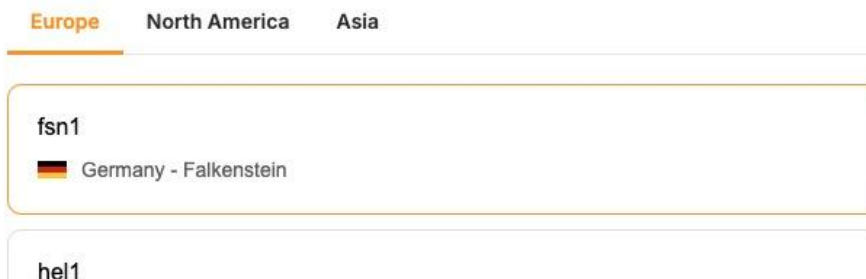 Europe North America Asia
fsn1
Germany - Falkenstein
hel1